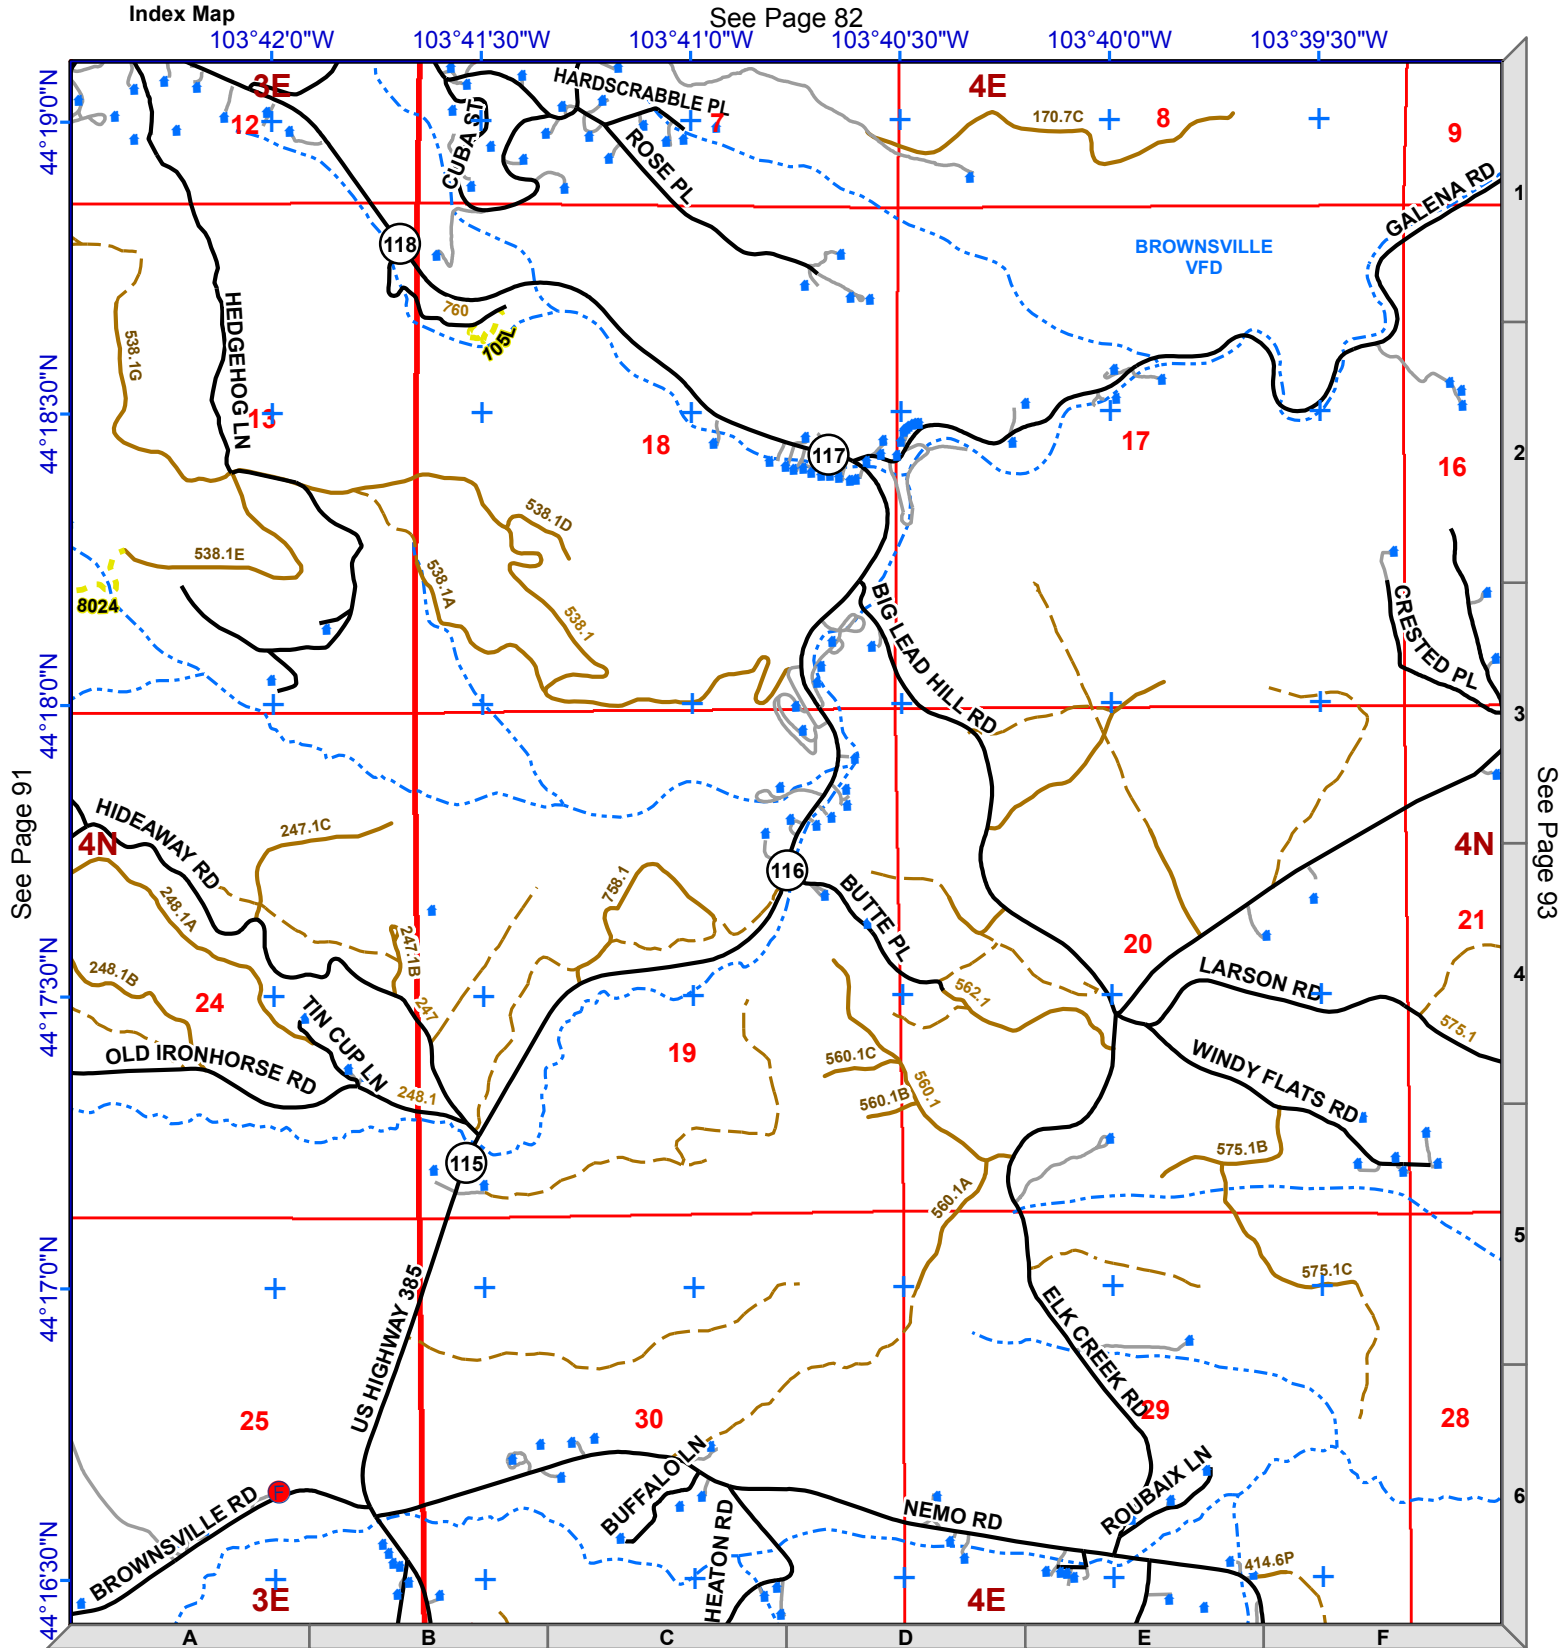 Index Map
See Page 82
103°42'0"W
103°41'30"W
103°41'0"W
103°40'30"W
103°40'0"W
103°39'30"W
3E
4E
HARDSCRABBLE PL
170.7C
12
7
8
9
44°19'0"N
CUBA ST
ROSE PL
GALENA RD
1
118
BROWNSVILLE
VFD
HEDGEHOG LN
760
705L
538.1G
44°18'30"N
13
18
117
17
16
2
538.1D
538.1E
538.1A
538.1
8024
BIG LEAD HILL RD
CRESTED PL
44°18'0"N
3
See Page 91
See Page 93
HIDEAWAY RD
247.1C
4N
4N
116
758.1
BUTTE PL
248.1A
247.1B
20
21
248.1B
24
247
562.1
LARSON RD
4
44°17'30"N
TIN CUP LN
575.1
OLD IRONHORSE RD
19
560.1C
560.1
560.1B
WINDY FLATS RD
248.1
115
575.1B
560.1A
5
44°17'0"N
575.1C
US HIGHWAY 385
ELK CREEK RD
25
30
29
28
BUFFALO LN
ROUBAIX LN
BROWNSVILLE RD
F
HEATON RD
NEMO RD
6
414.6P
44°16'30"N
3E
4E
A
B
C
D
E
F